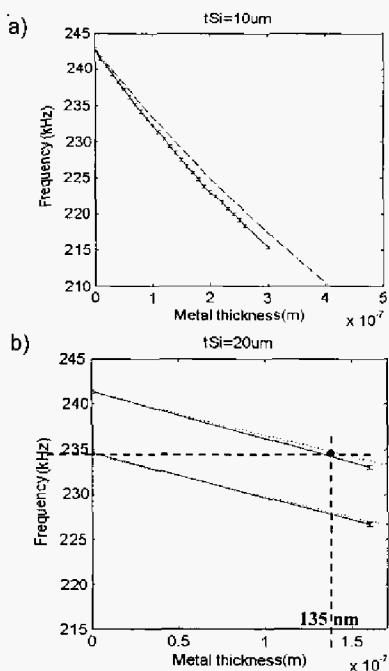 a)
tSi=10um
Frequency (kHz)
245
240
235
230
225
220
215
210
0
1
2
3
4
5
Metal thickness(m)
x 10-7
b)
tSi=20um
Frequency (kHz)
245
240
235
230
225
220
215
135 nm
0
0.5
1
1.5
Metal thickness(m)
x 10-7